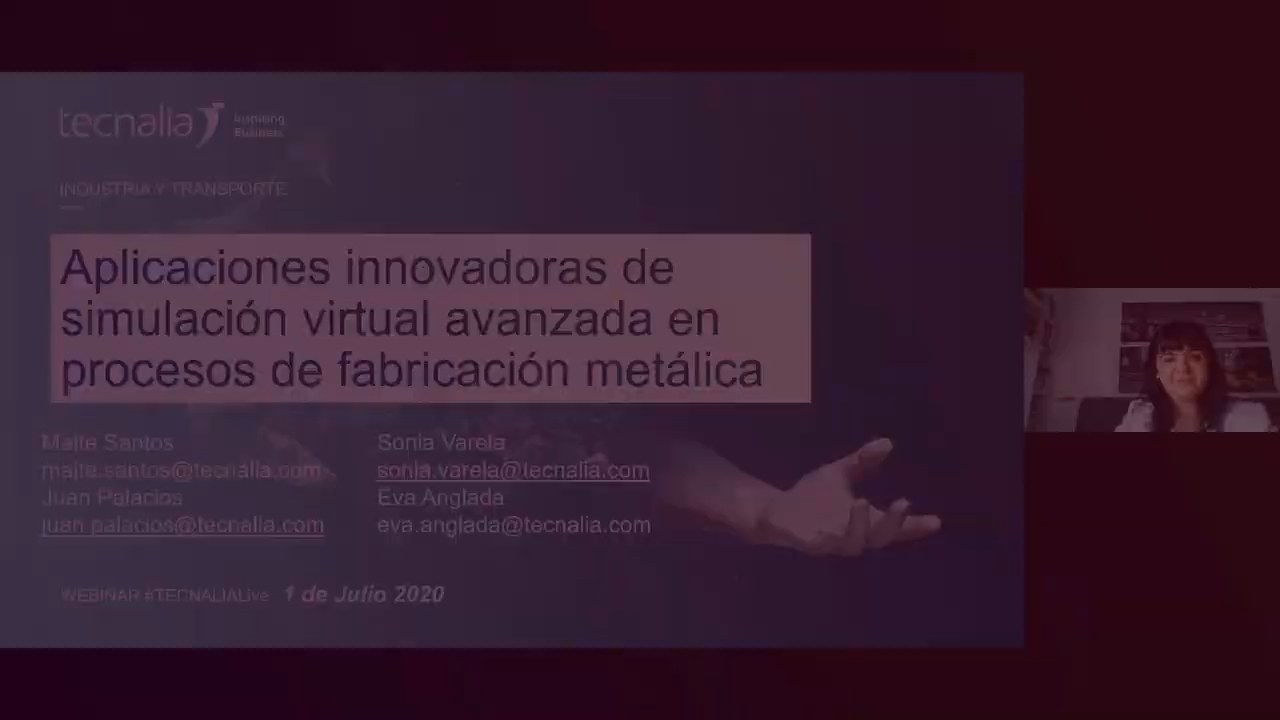 tecnalia
Inspiring
Business
INDUSTRIA Y TRANSPORTE
Aplicaciones innovadoras de
simulación virtual avanzada en
procesos de fabricación metálica
Maite Santos
maite.santos@tecnalia.com
Juan Palacios
juan.palacios@tecnalia.com
Sonia Varela
sonia.varela@tecnalia.com
Eva Anglada
eva.anglada@tecnalia.com
WEBINAR #TECNALIALive 1 de Julio 2020